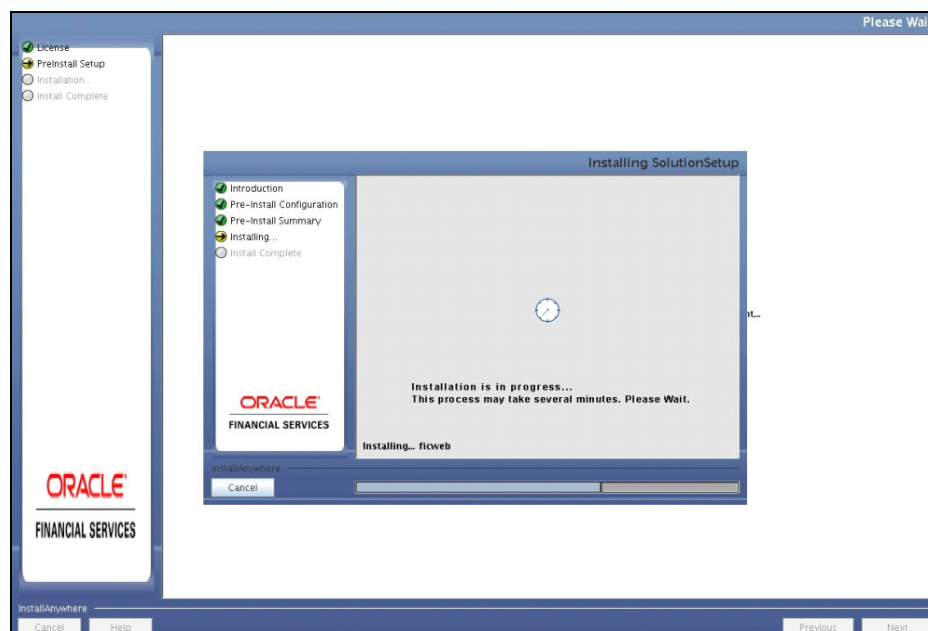 Please Wai
License
PreInstall Setup
Installation..
Install Complete
Installing SolutionSetup
Introduction
Pre-Install Configuration
Pre-Install Summary
Installing...
Install Complete
nt...
Installation is in progress...
This process may take several minutes. Please Wait.
ORACLE
FINANCIAL SERVICES
Installing... ficweb
InstallAnywhere
Cancel
ORACLE
FINANCIAL SERVICES
InstallAnywhere
Cancel Help Previous Next